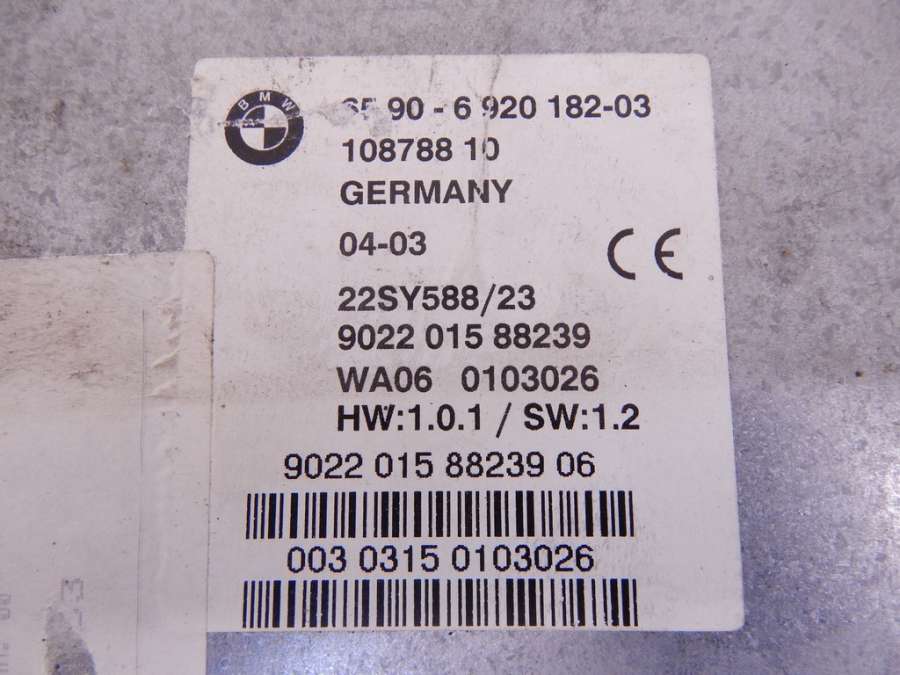 BMW
65 90 - 6 920 182-03
108788 10
GERMANY
04-03
CE
22SY588/23
9022 015 88239
WA06 0103026
HW:1.0.1 / SW:1.2
9022 015 88239 06
003 0315 0103026